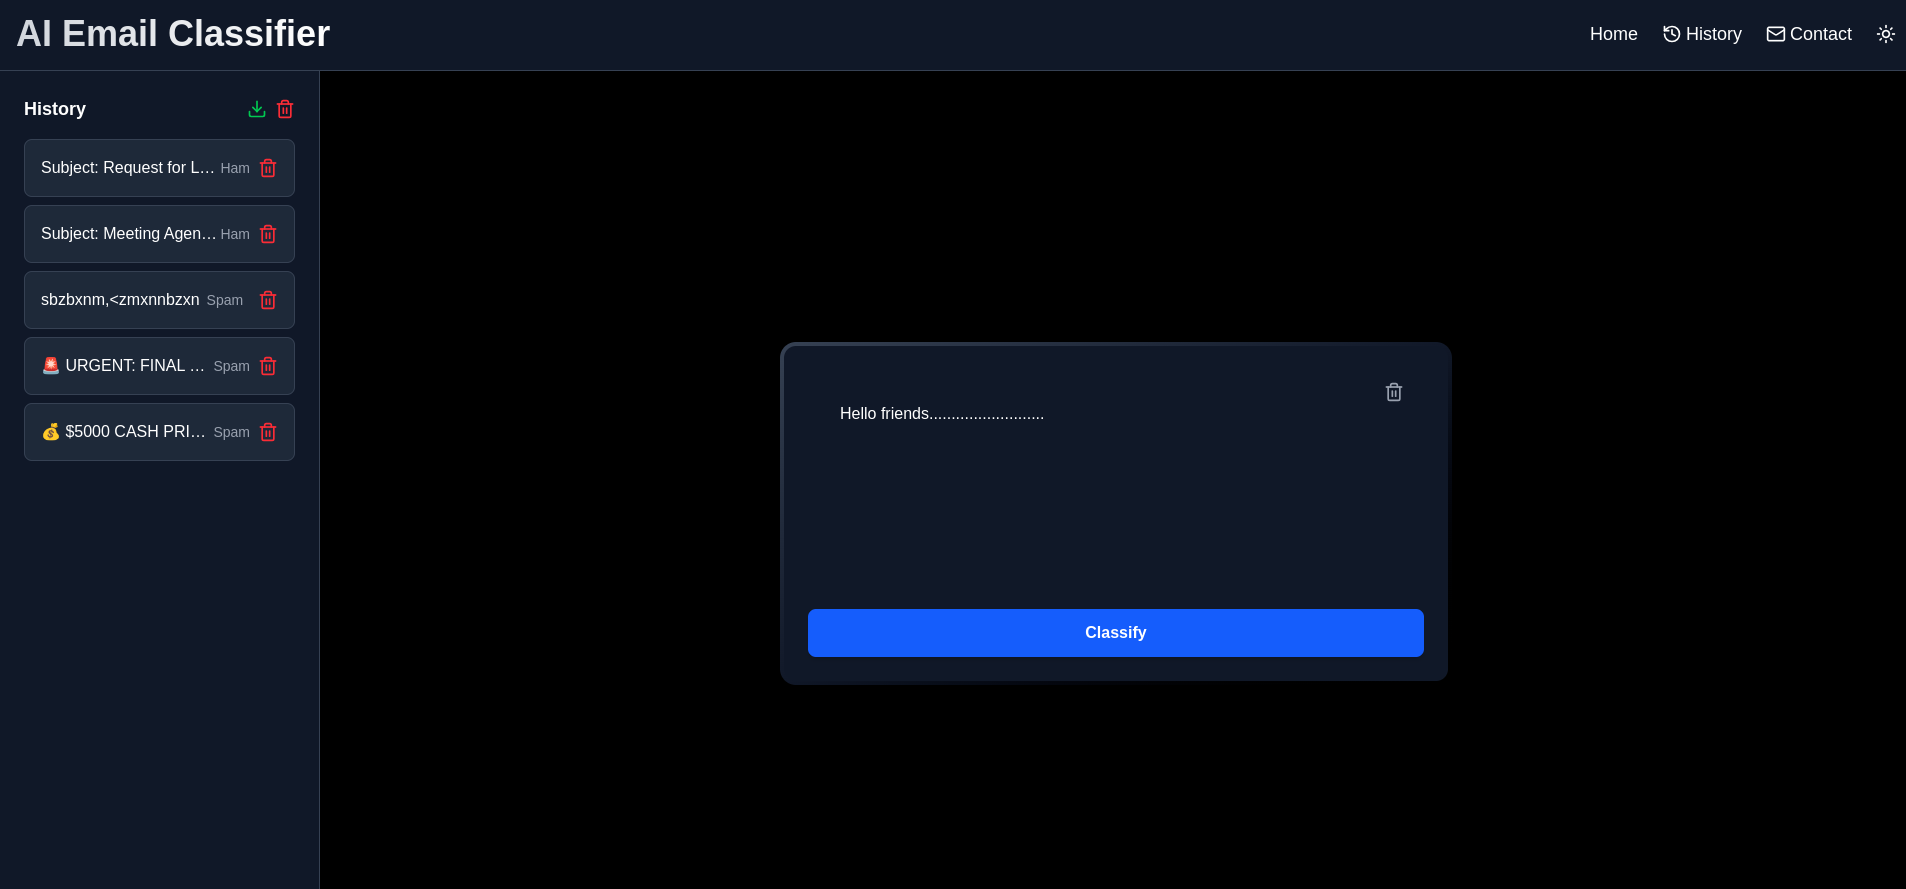 AI Email Classifier
Home History Contact
History
Subject: Request for L… Ham
Subject: Meeting Agen… Ham
sbzbxnm,<zmxnnbzxn Spam
🚨 URGENT: FINAL … Spam
💰 $5000 CASH PRI… Spam
Hello friends..........................
Classify